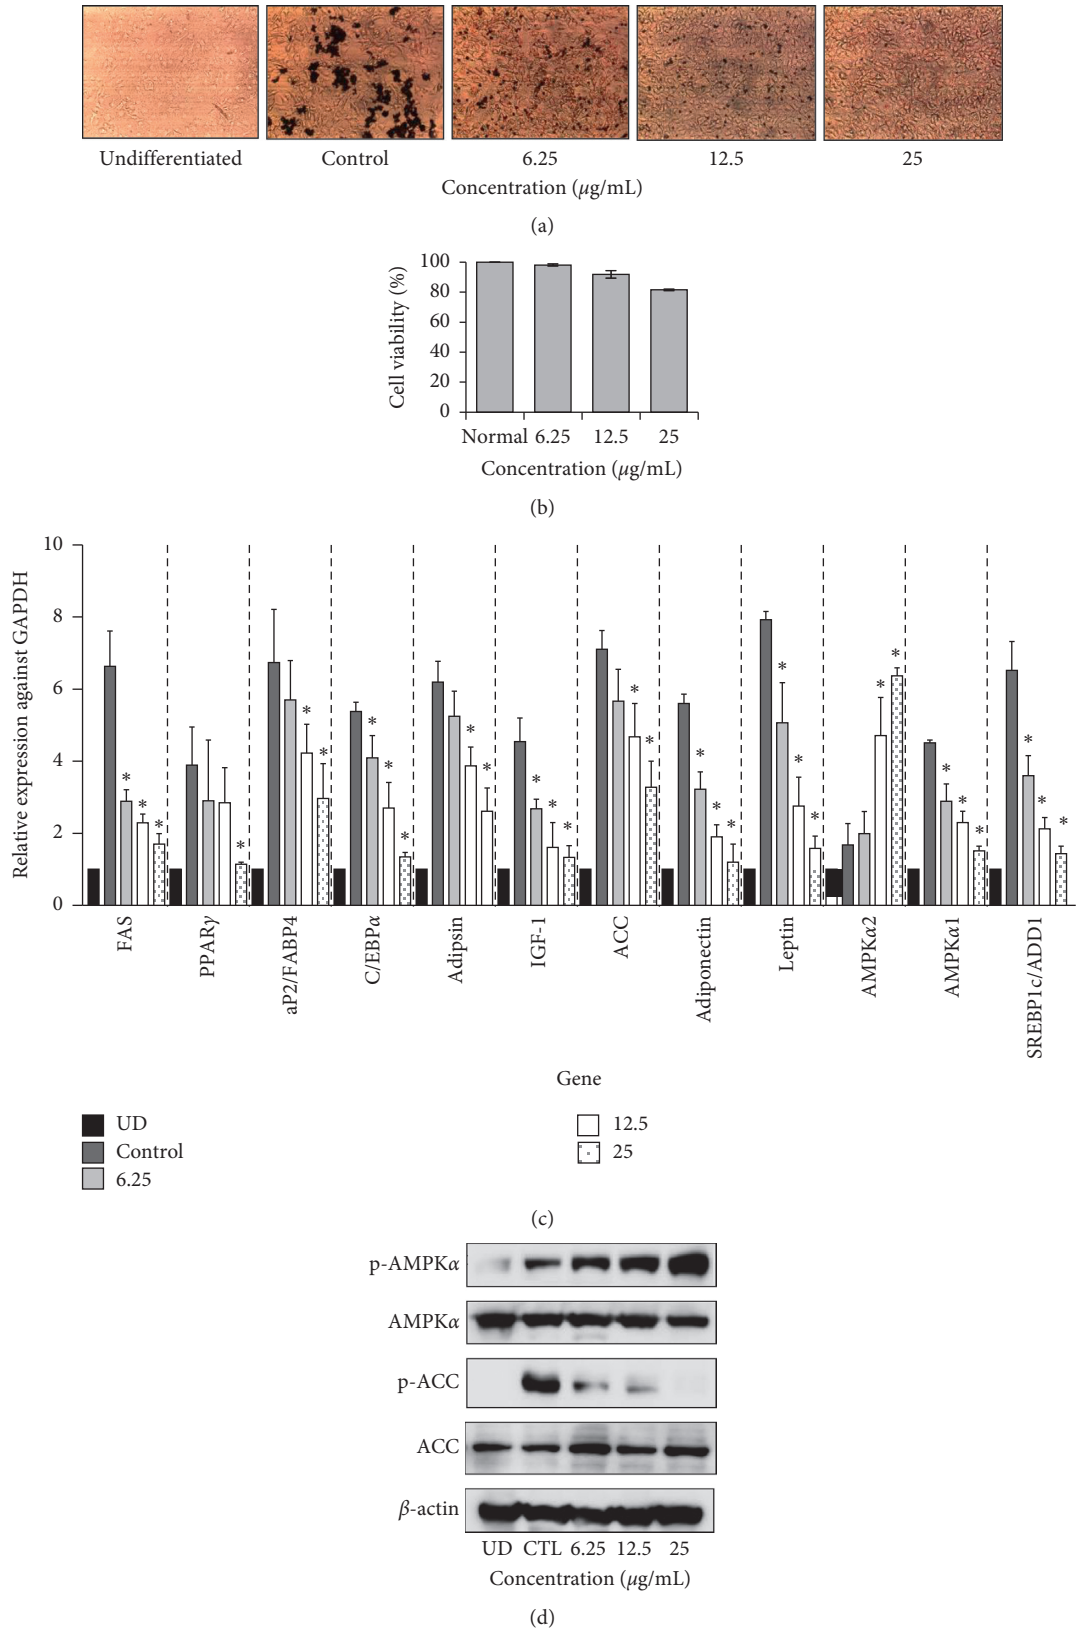 Undifferentiated Control 6.25 12.5 25
Concentration (μg/mL)
(a)
Cell viability (%)
100
80
60
40
20
0
Normal 6.25 12.5 25
Concentration (μg/mL)
(b)
Relative expression against GAPDH
10
8
6
4
2
0
* * *
* *
* * *
* * *
* * *
* * *
* *
* * *
* * *
* *
* * *
* * *
FAS
PPARγ
aP2/FABP4
C/EBPα
Adipsin
IGF-1
ACC
Adiponectin
Leptin
AMPKα2
AMPKα1
SREBP1c/ADD1
Gene
UD
Control
6.25
12.5
25
(c)
p-AMPKα
AMPKα
p-ACC
ACC
β-actin
UD CTL 6.25 12.5 25
Concentration (μg/mL)
(d)